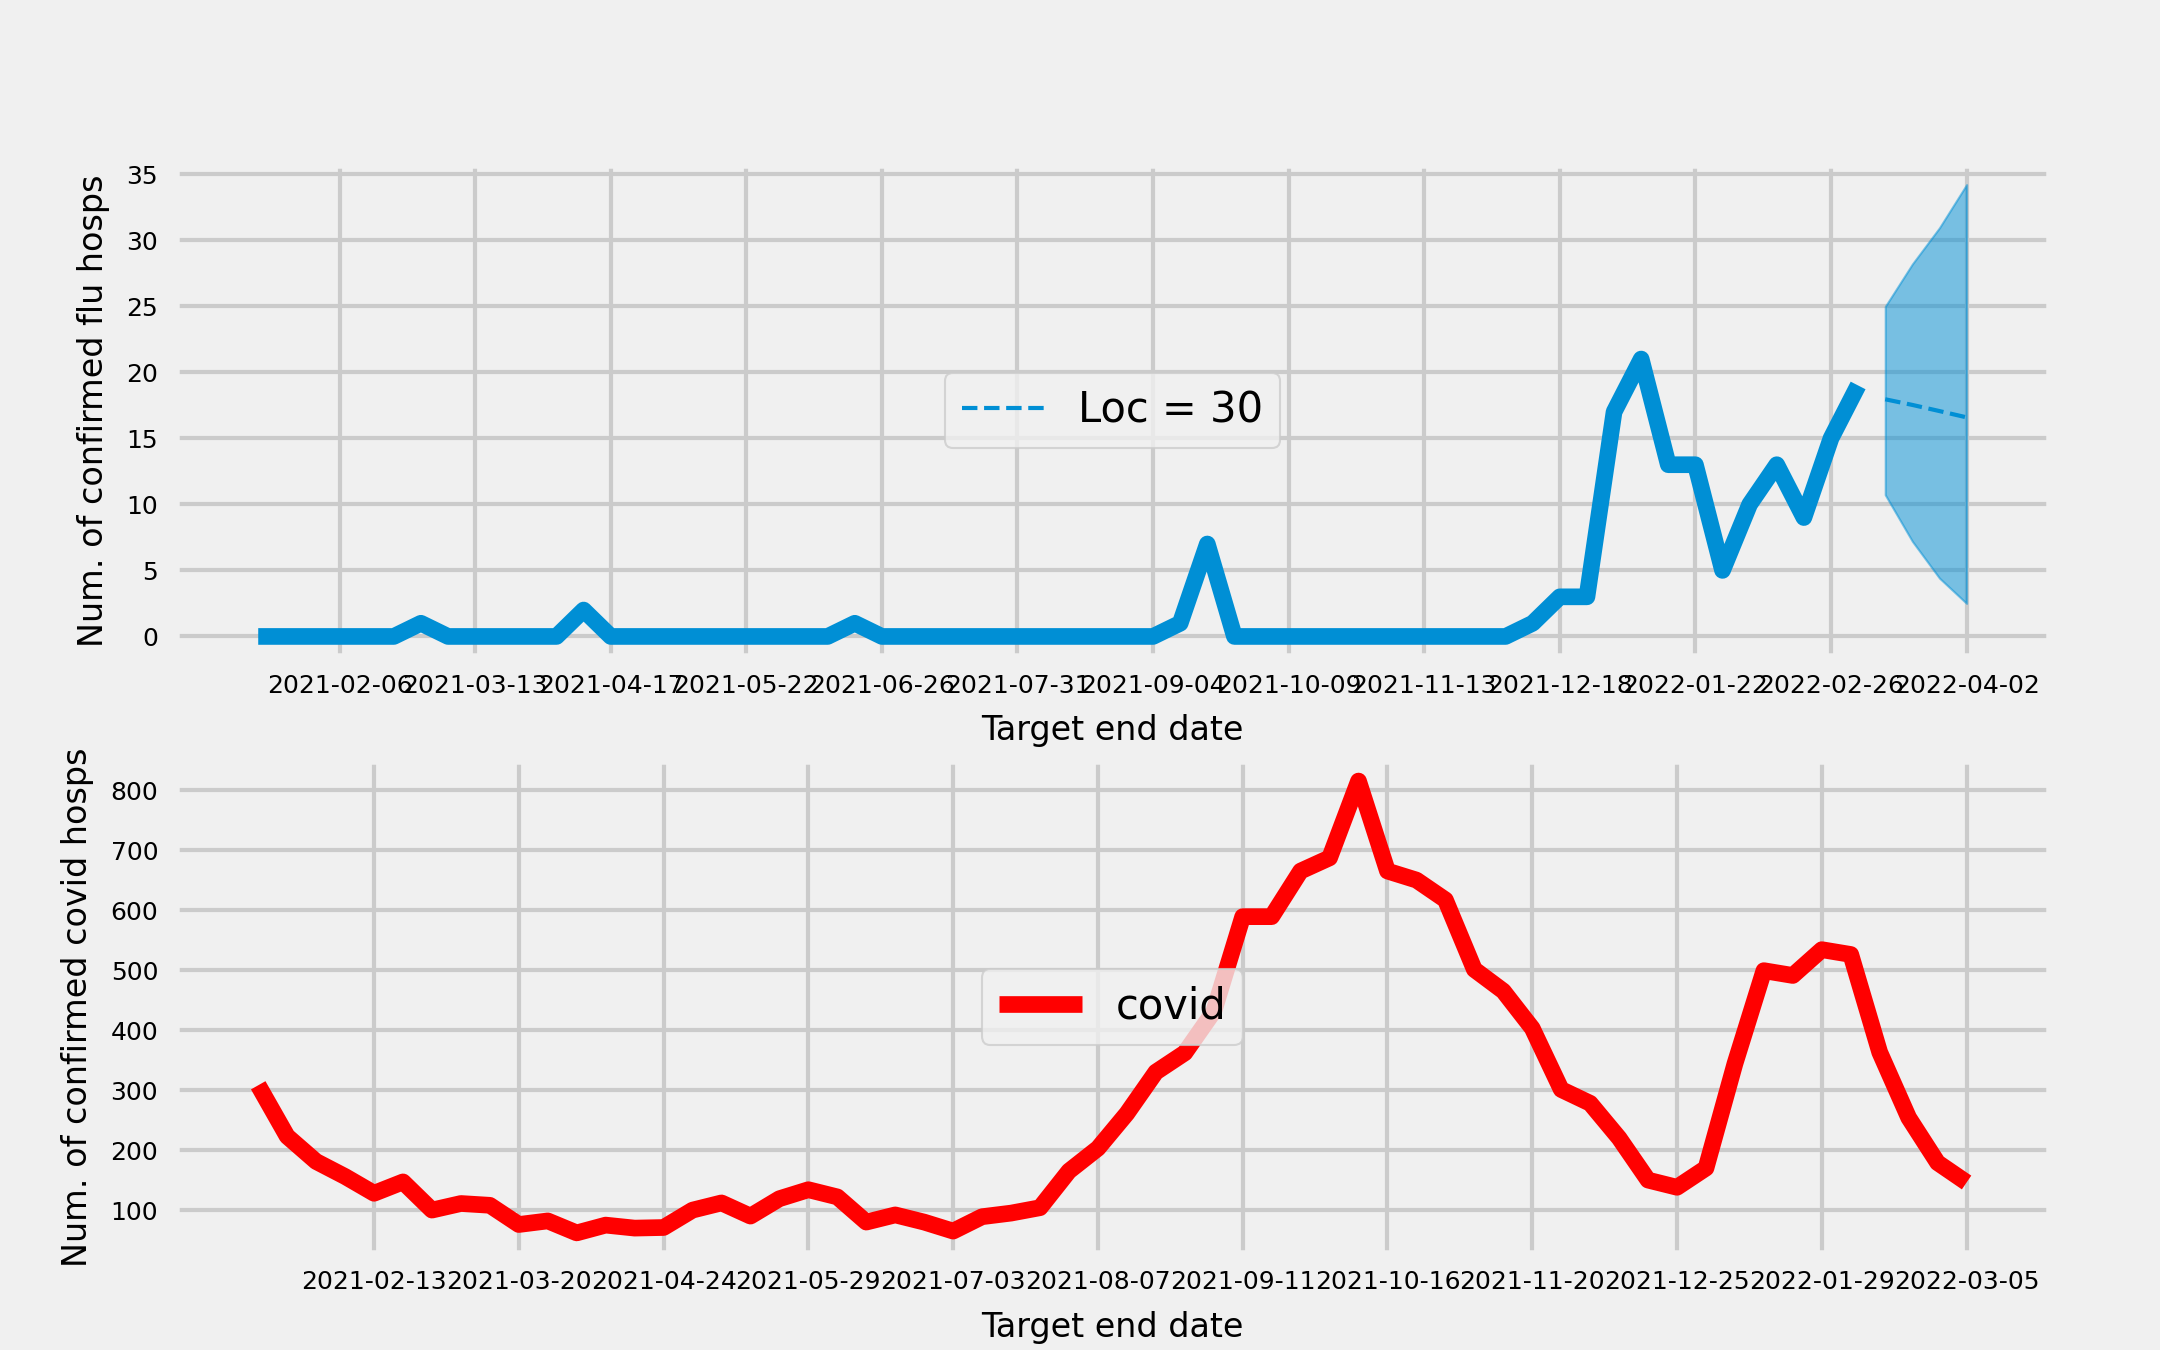 Num. of confirmed flu hosps
35
30
25
20
15
10
5
0
Loc = 30
2021-02-06 2021-03-13 2021-04-17 2021-05-22 2021-06-26 2021-07-31 2021-09-04 2021-10-09 2021-11-13 2021-12-18 2022-01-22 2022-02-26 2022-04-02
Target end date
Num. of confirmed covid hosps
800
700
600
500
400
300
200
100
covid
2021-02-13 2021-03-20 2021-04-24 2021-05-29 2021-07-03 2021-08-07 2021-09-11 2021-10-16 2021-11-20 2021-12-25 2022-01-29 2022-03-05
Target end date